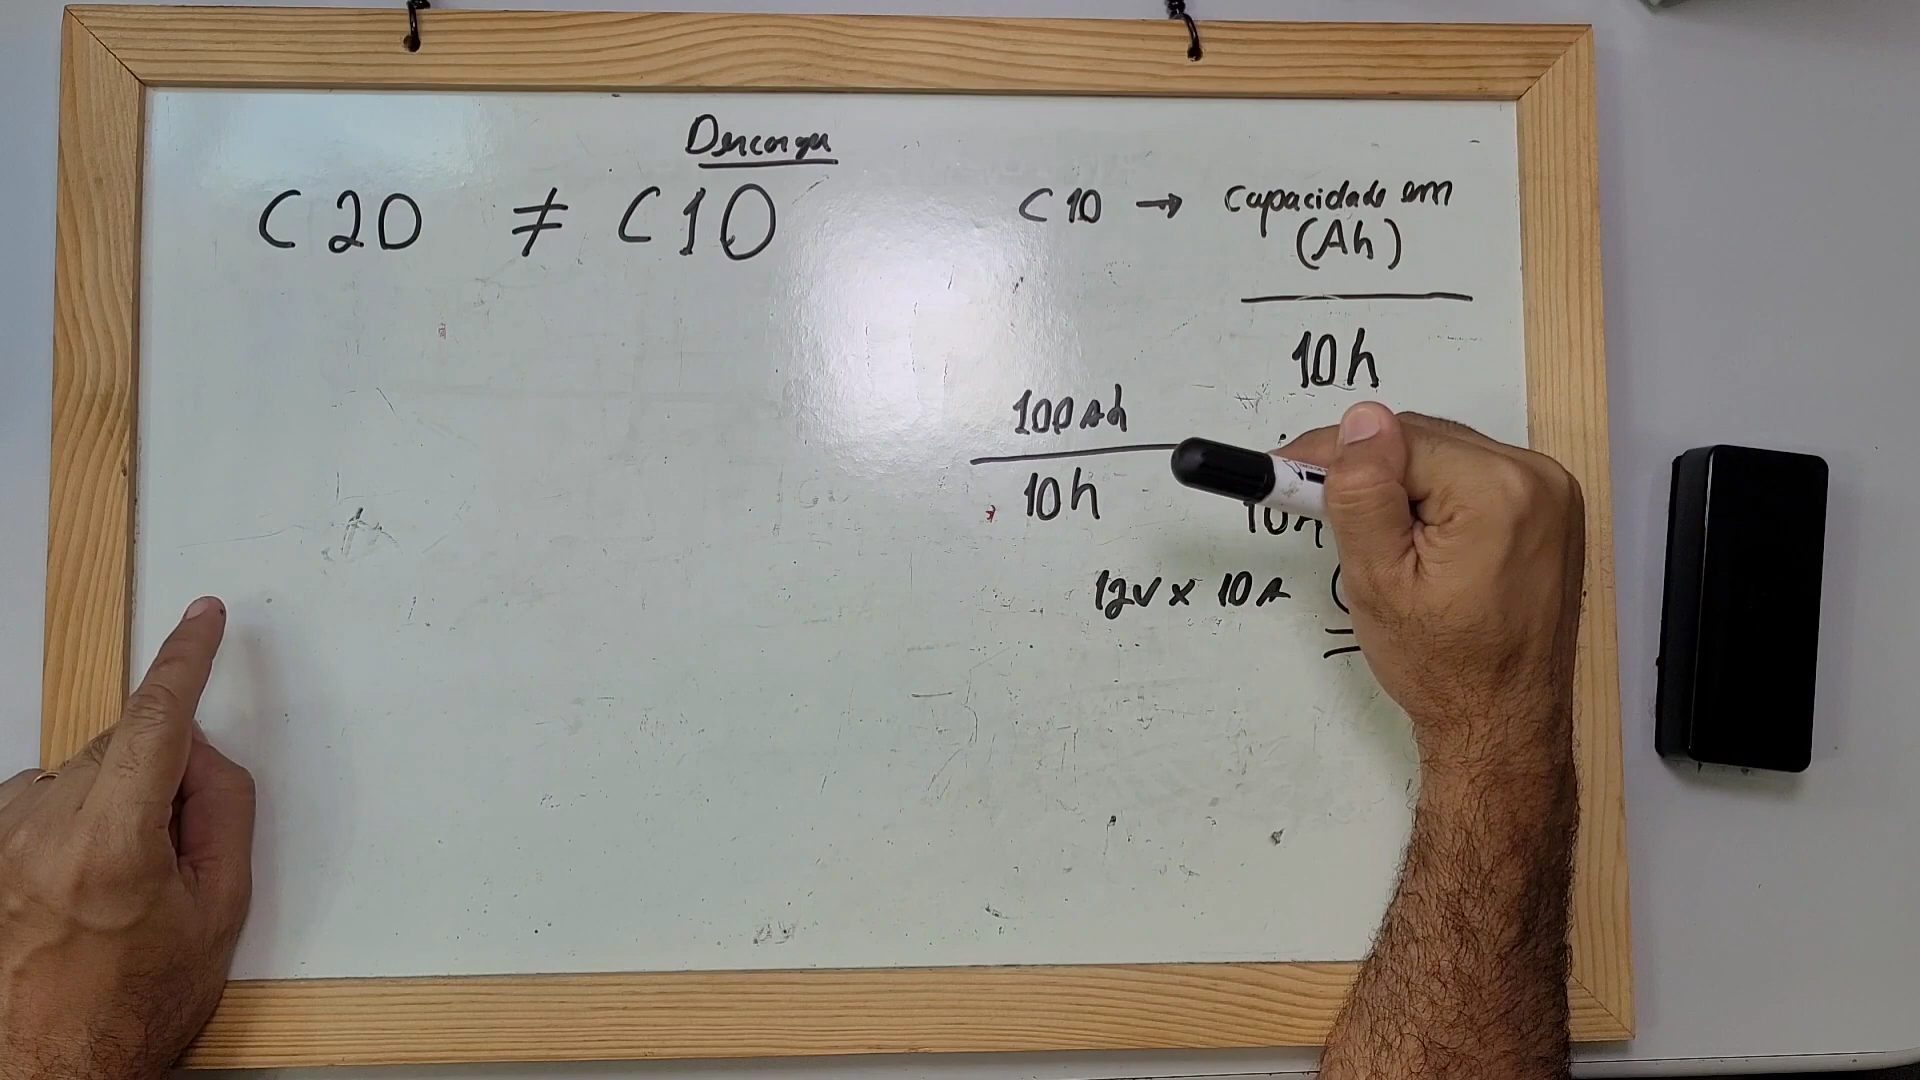 Descarga
C20 ≠ C10
C10 → Capacidade em
(Ah)
10h
100Ah
10h
12V x 10A